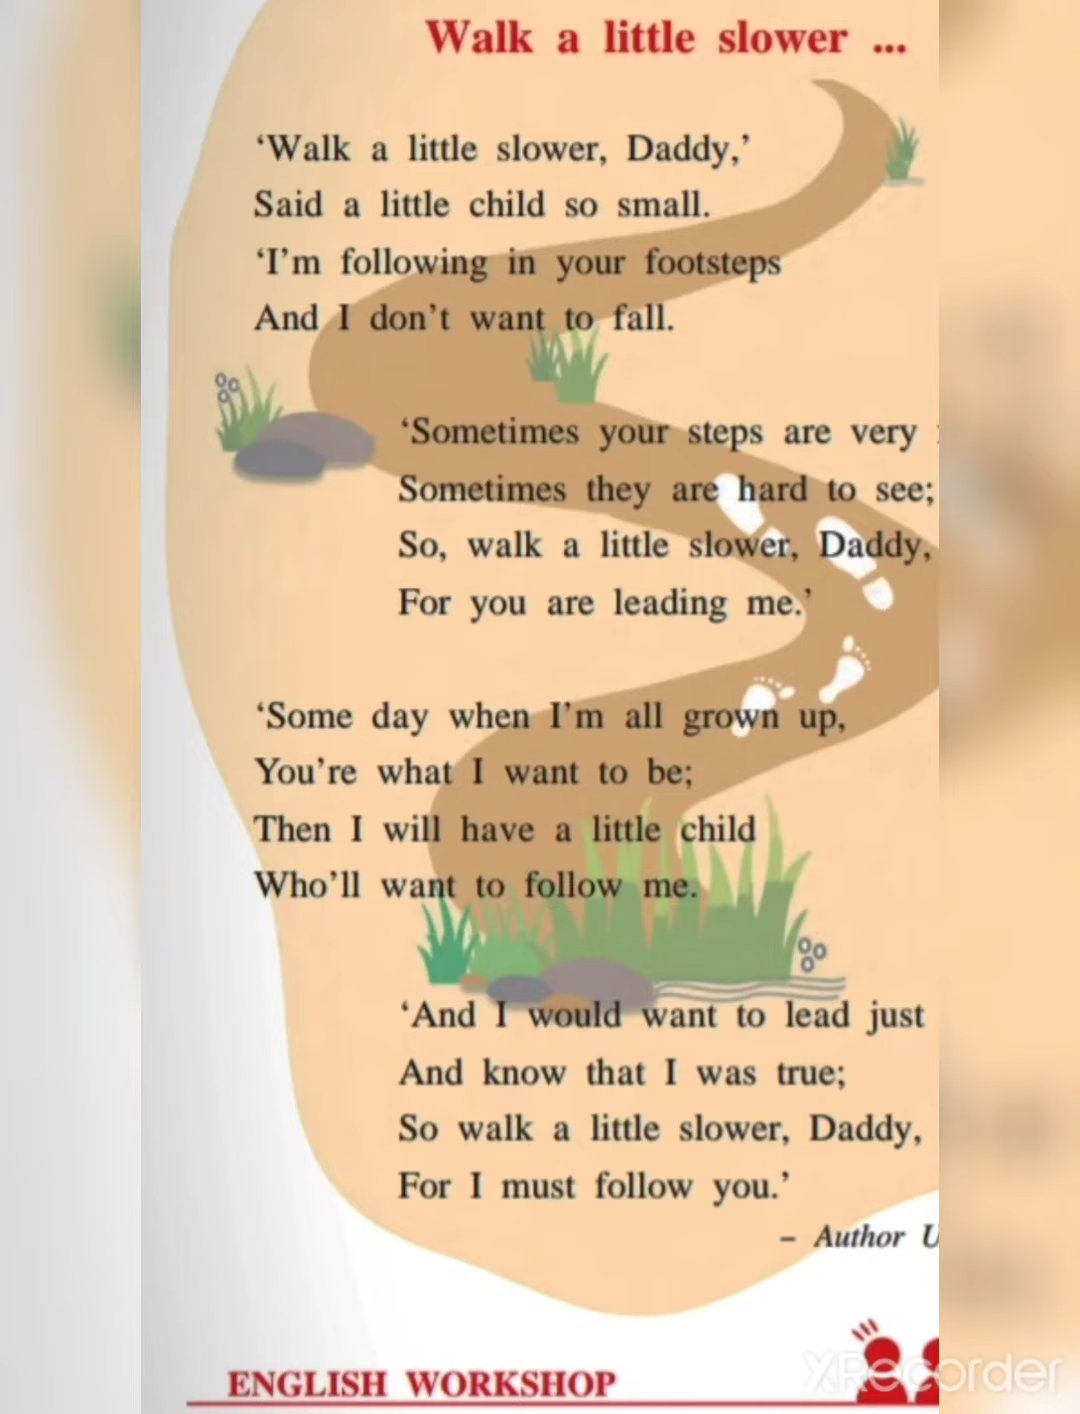 Walk a little slower ...
‘Walk a little slower, Daddy,’
Said a little child so small.
‘I’m following in your footsteps
And I don’t want to fall.
‘Sometimes your steps are very
Sometimes they are hard to see;
So, walk a little slower, Daddy,
For you are leading me.’
‘Some day when I’m all grown up,
You’re what I want to be;
Then I will have a little child
Who’ll want to follow me.
‘And I would want to lead just
And know that I was true;
So walk a little slower, Daddy,
For I must follow you.’
– Author
ENGLISH WORKSHOP
XRecorder